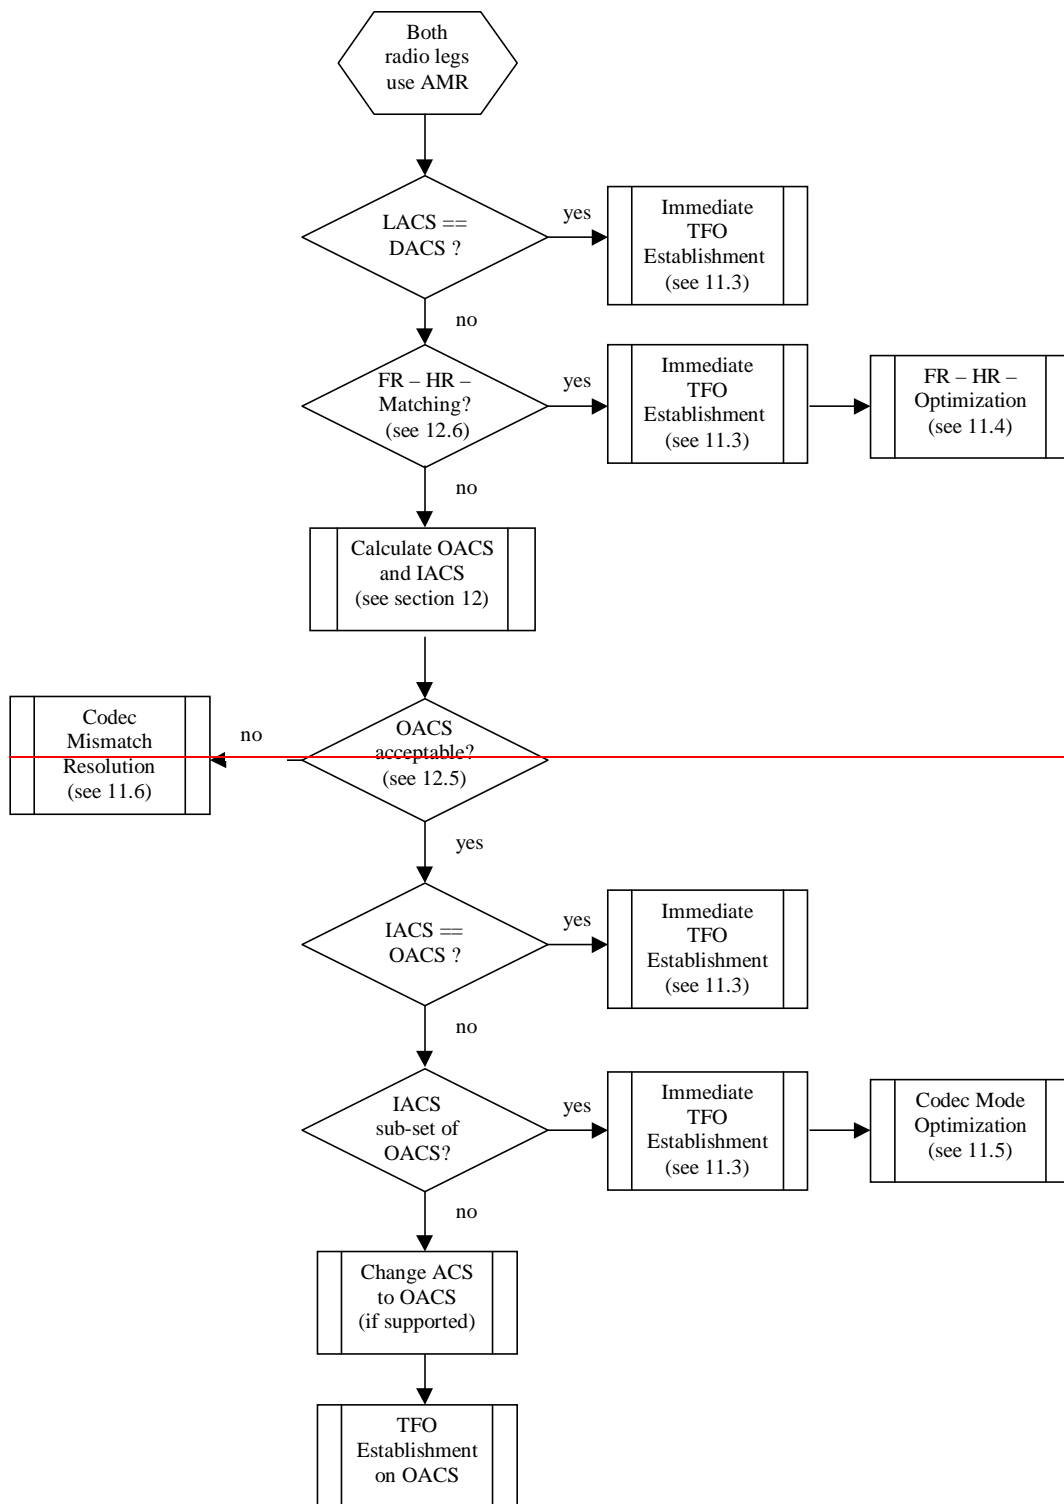 Both
radio legs
use AMR
LACS ==
DACS ?
yes
Immediate
TFO
Establishment
(see 11.3)
no
FR – HR –
Matching?
(see 12.6)
yes
Immediate
TFO
Establishment
(see 11.3)
FR – HR –
Optimization
(see 11.4)
no
Calculate OACS
and IACS
(see section 12)
Codec
Mismatch
Resolution
(see 11.6)
no
OACS
acceptable?
(see 12.5)
yes
IACS ==
OACS ?
yes
Immediate
TFO
Establishment
(see 11.3)
no
IACS
sub-set of
OACS?
yes
Immediate
TFO
Establishment
(see 11.3)
Codec Mode
Optimization
(see 11.5)
no
Change ACS
to OACS
(if supported)
TFO
Establishment
on OACS